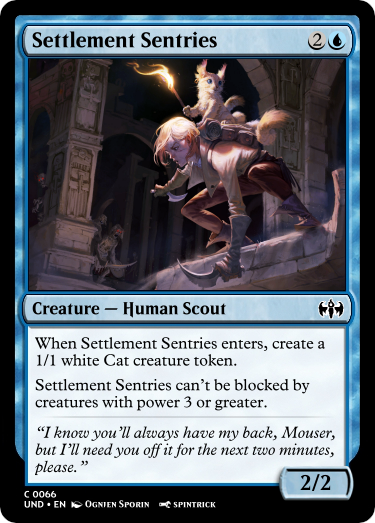 Settlement Sentries 2
Creature — Human Scout
When Settlement Sentries enters, create a
1/1 white Cat creature token.
Settlement Sentries can't be blocked by
creatures with power 3 or greater.
“I know you'll always have my back, Mouser,
but I'll need you off it for the next two minutes,
please.”
2/2
C 0066
UND • EN Ognien Sporin SPINTRICK